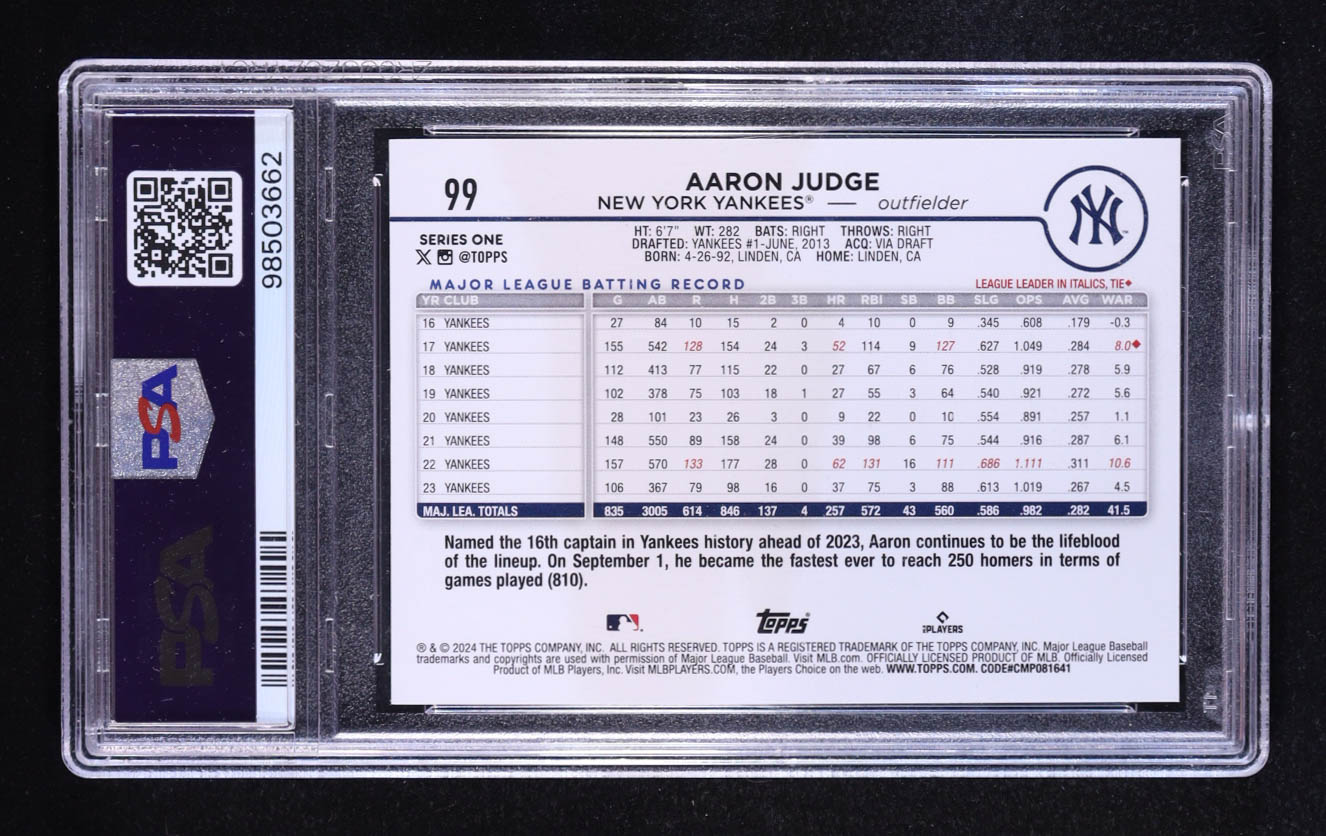 98503662
PSA
PSA
99
AARON JUDGE
NEW YORK YANKEES® — outfielder
NY
SERIES ONE
X @TOPPS
HT: 6'7" WT: 282 BATS: RIGHT THROWS: RIGHT
DRAFTED: YANKEES #1-JUNE, 2013 ACQ: VIA DRAFT
BORN: 4-26-92, LINDEN, CA HOME: LINDEN, CA
MAJOR LEAGUE BATTING RECORD LEAGUE LEADER IN ITALICS, TIE◆
YR CLUB G AB R H 2B 3B HR RBI SB BB SLG OPS AVG WAR
16 YANKEES 27 84 10 15 2 0 4 10 0 9 .345 .608 .179 -0.3
17 YANKEES 155 542 128 154 24 3 52 114 9 127 .627 1.049 .284 8.0◆
18 YANKEES 112 413 77 115 22 0 27 67 6 76 .528 .919 .278 5.9
19 YANKEES 102 378 75 103 18 1 27 55 3 64 .540 .921 .272 5.6
20 YANKEES 28 101 23 26 3 0 9 22 0 10 .554 .891 .257 1.1
21 YANKEES 148 550 89 158 24 0 39 98 6 75 .544 .916 .287 6.1
22 YANKEES 157 570 133 177 28 0 62 131 16 111 .686 1.111 .311 10.6
23 YANKEES 106 367 79 98 16 0 37 75 3 88 .613 1.019 .267 4.5
MAJ. LEA. TOTALS 835 3005 614 846 137 4 257 572 43 560 .586 .982 .282 41.5
Named the 16th captain in Yankees history ahead of 2023, Aaron continues to be the lifeblood
of the lineup. On September 1, he became the fastest ever to reach 250 homers in terms of
games played (810).
Topps®
PLAYERS
® & © 2024 THE TOPPS COMPANY, INC. ALL RIGHTS RESERVED. TOPPS IS A REGISTERED TRADEMARK OF THE TOPPS COMPANY, INC. Major League Baseball
trademarks and copyrights are used with permission of Major League Baseball. Visit MLB.com. OFFICIALLY LICENSED PRODUCT OF MLB. Officially Licensed
Product of MLB Players, Inc. Visit MLBPLAYERS.COM, the Players Choice on the web. WWW.TOPPS.COM. CODE#CMP081641